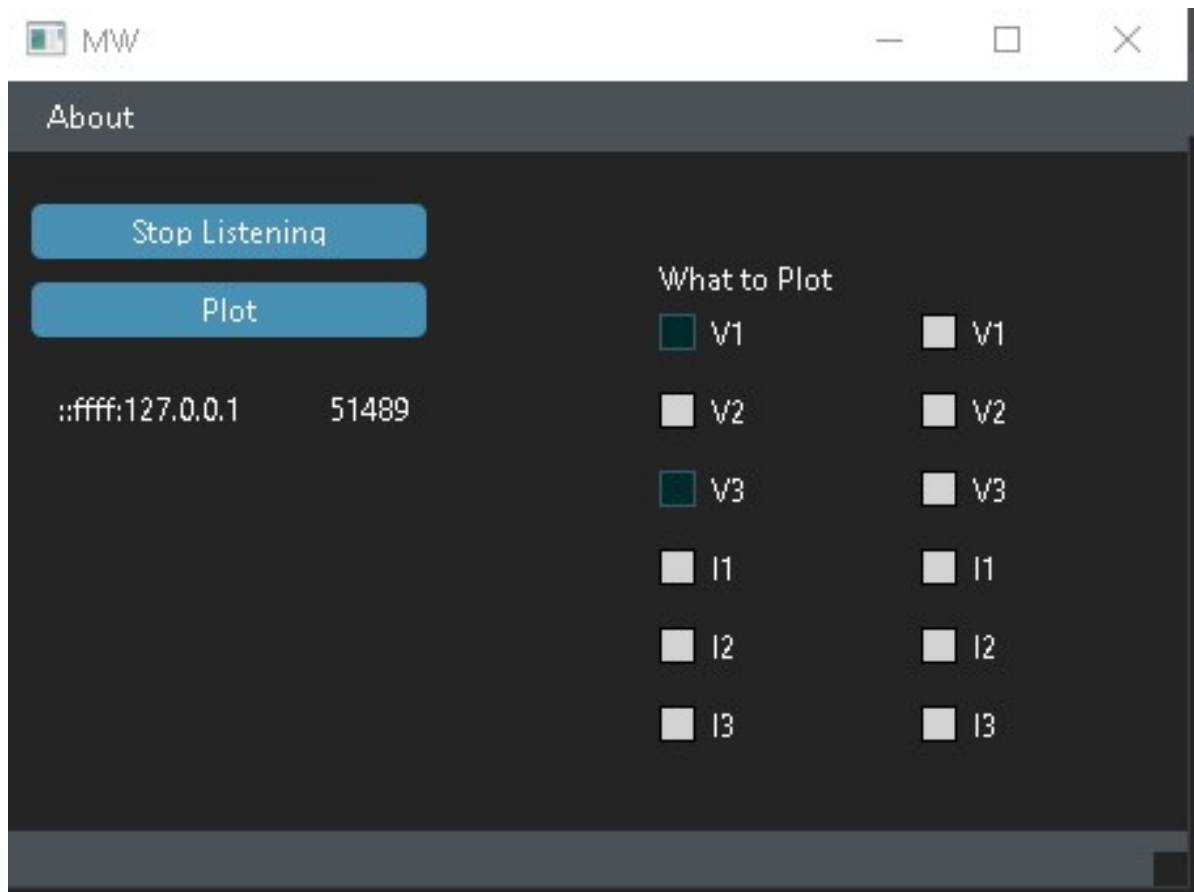 MW
About
Stop Listening
Plot
::ffff:127.0.0.1 51489
What to Plot
V1 V1
V2 V2
V3 V3
I1 I1
I2 I2
I3 I3